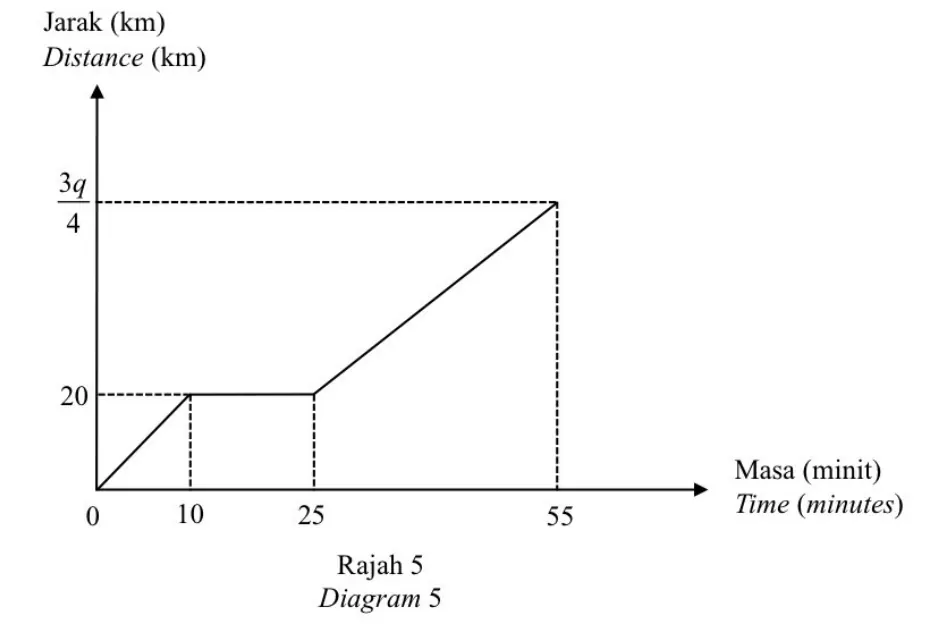 Jarak (km)
Distance (km)
3q
4
20
0
10
25
55
Masa (minit)
Time (minutes)
Rajah 5
Diagram 5